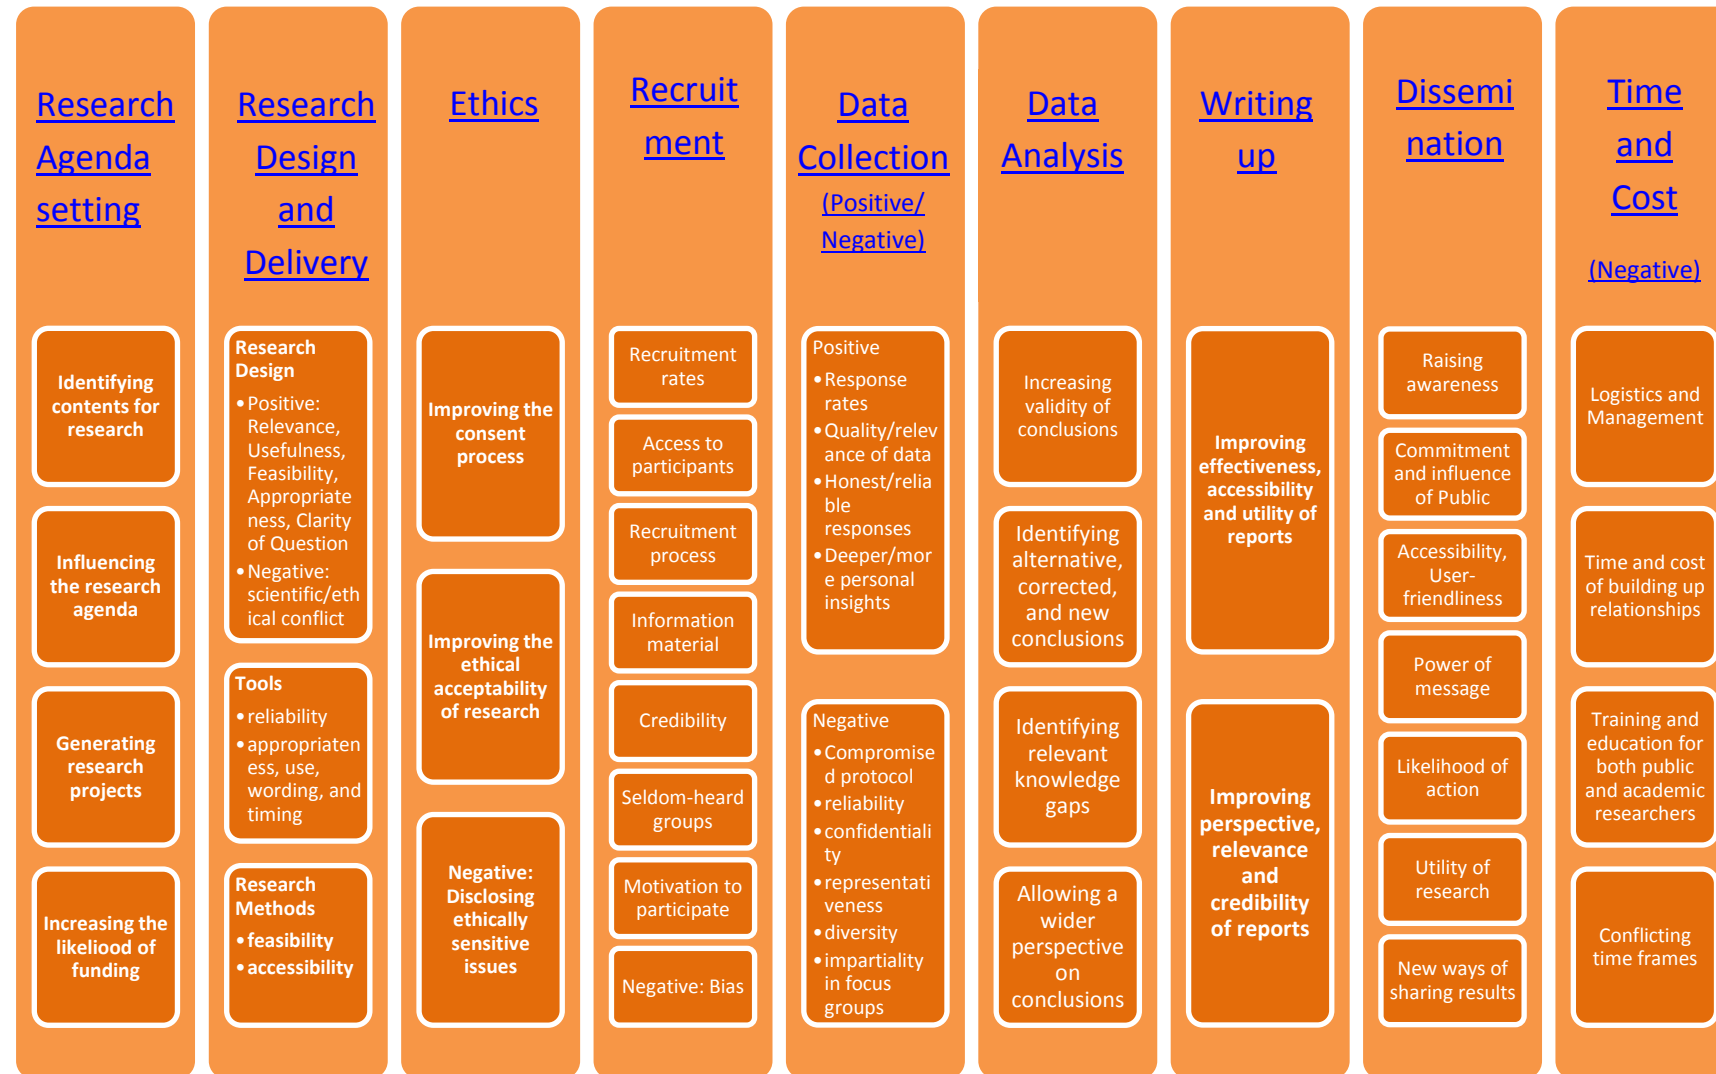 Research
Agenda
setting
Identifying
contents for
research
Influencing
the research
agenda
Generating
research
projects
Increasing the
likeliood of
funding
Research
Design
and
Delivery
Research
Design
•Positive:
Relevance,
Usefulness,
Feasibility,
Appropriate
ness, Clarity
of Question
•Negative:
scientific/eth
ical conflict
Tools
•reliability
•appropriaten
ess, use,
wording, and
timing
Research
Methods
•feasibility
•accessibility
Ethics
Improving the
consent
process
Improving the
ethical
acceptability
of research
Negative:
Disclosing
ethically
sensitive
issues
Recruit
ment
Recruitment
rates
Access to
participants
Recruitment
process
Information
material
Credibility
Seldom-heard
groups
Motivation to
participate
Negative: Bias
Data
Collection
(Positive/
Negative)
Positive
•Response
rates
•Quality/relev
ance of data
•Honest/relia
ble
responses
•Deeper/mor
e personal
insights
Negative
•Compromise
d protocol
•reliability
•confidentiali
ty
•representati
veness
•diversity
•impartiality
in focus
groups
Data
Analysis
Increasing
validity of
conclusions
Identifying
alternative,
corrected,
and new
conclusions
Identifying
relevant
knowledge
gaps
Allowing a
wider
perspective
on
conclusions
Writing
up
Improving
effectiveness,
accessibility
and utility of
reports
Improving
perspective,
relevance
and
credibility
of reports
Dissemi
nation
Raising
awareness
Commitment
and influence
of Public
Accessibility,
User-
friendliness
Power of
message
Likelihood of
action
Utility of
research
New ways of
sharing results
Time
and
Cost
(Negative)
Logistics and
Management
Time and cost
of building up
relationships
Training and
education for
both public
and academic
researchers
Conflicting
time frames